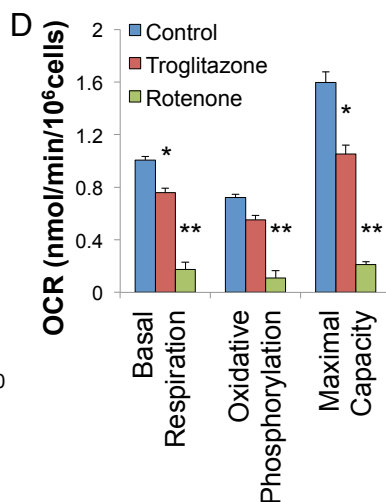 D
OCR (nmol/min/10⁶cells)
2
1.6
1.2
0.8
0.4
0
Control
Troglitazone
Rotenone
*
**
**
*
**
Basal
Respiration
Oxidative
Phosphorylation
Maximal
Capacity
0